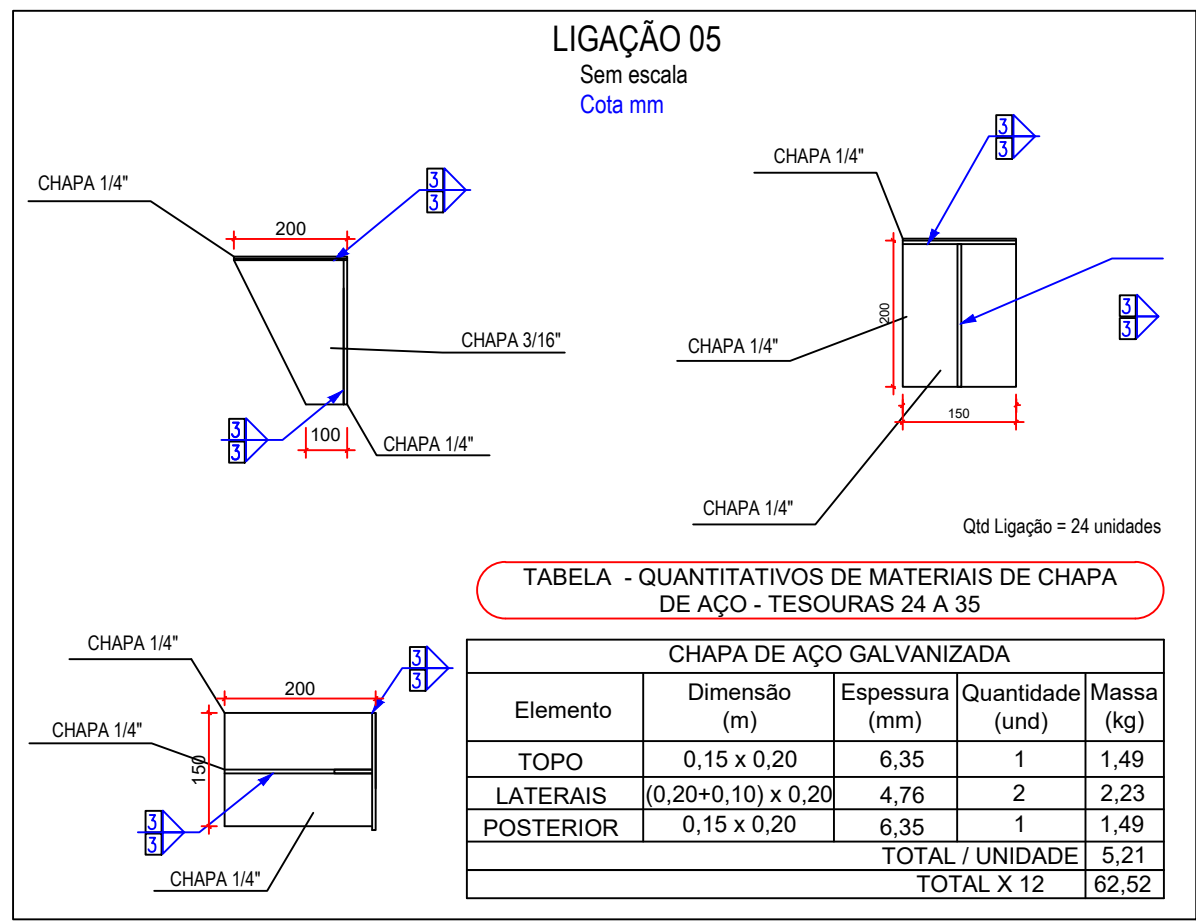 LIGAÇÃO 05
Sem escala
Cota mm
CHAPA 1/4"
200
3
3
CHAPA 3/16"
3
3
100
CHAPA 1/4"
CHAPA 1/4"
3
3
200
CHAPA 1/4"
3
3
150
CHAPA 1/4"
Qtd Ligação = 24 unidades
CHAPA 1/4"
200
3
3
CHAPA 1/4"
150
3
3
CHAPA 1/4"
TABELA - QUANTITATIVOS DE MATERIAIS DE CHAPA
DE AÇO - TESOURAS 24 A 35
CHAPA DE AÇO GALVANIZADA
Elemento Dimensão (m) Espessura (mm) Quantidade (und) Massa (kg)
TOPO 0,15 x 0,20 6,35 1 1,49
LATERAIS (0,20+0,10) x 0,20 4,76 2 2,23
POSTERIOR 0,15 x 0,20 6,35 1 1,49
TOTAL / UNIDADE 5,21
TOTAL X 12 62,52